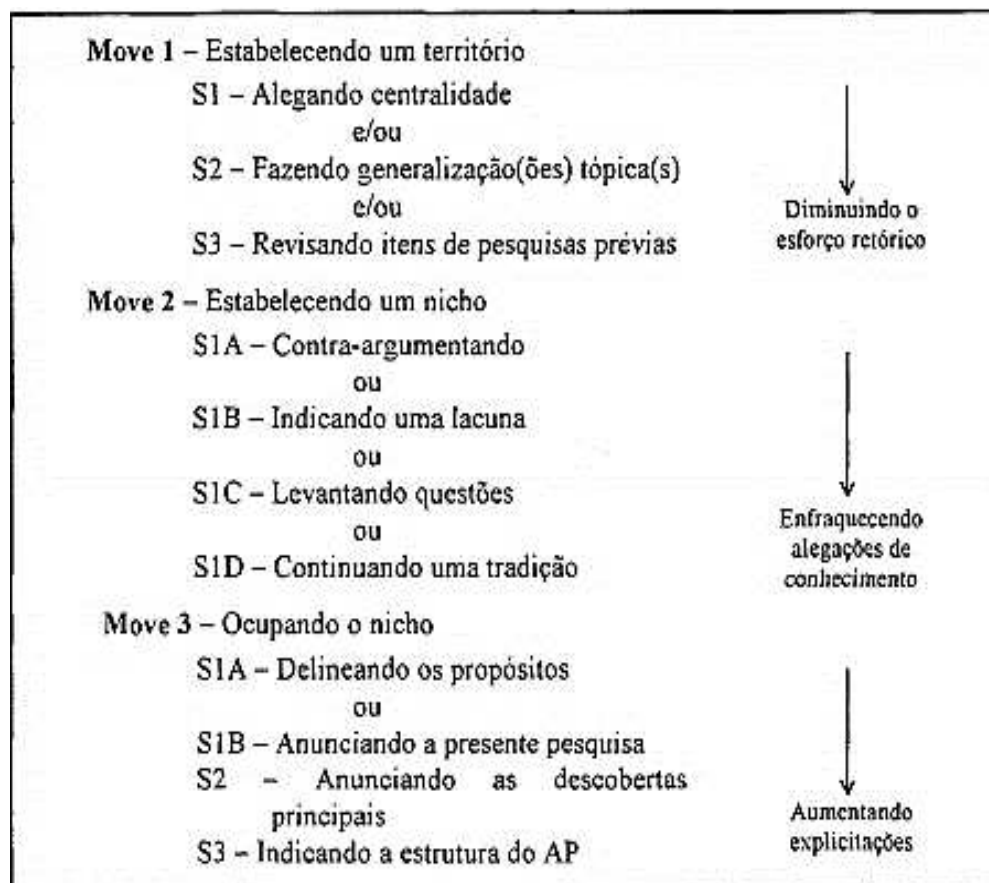 Move 1 – Estabelecendo um território
S1 – Alegando centralidade
e/ou
S2 – Fazendo generalização(ões) tópica(s)
e/ou
S3 – Revisando itens de pesquisas prévias
Diminuindo o
esforço retórico
Move 2 – Estabelecendo um nicho
S1A – Contra-argumentando
ou
S1B – Indicando uma lacuna
ou
S1C – Levantando questões
ou
S1D – Continuando uma tradição
Enfraquecendo
alegações de
conhecimento
Move 3 – Ocupando o nicho
S1A – Delineando os propósitos
ou
S1B – Anunciando a presente pesquisa
S2 – Anunciando as descobertas
principais
S3 – Indicando a estrutura do AP
Aumentando
explicitações